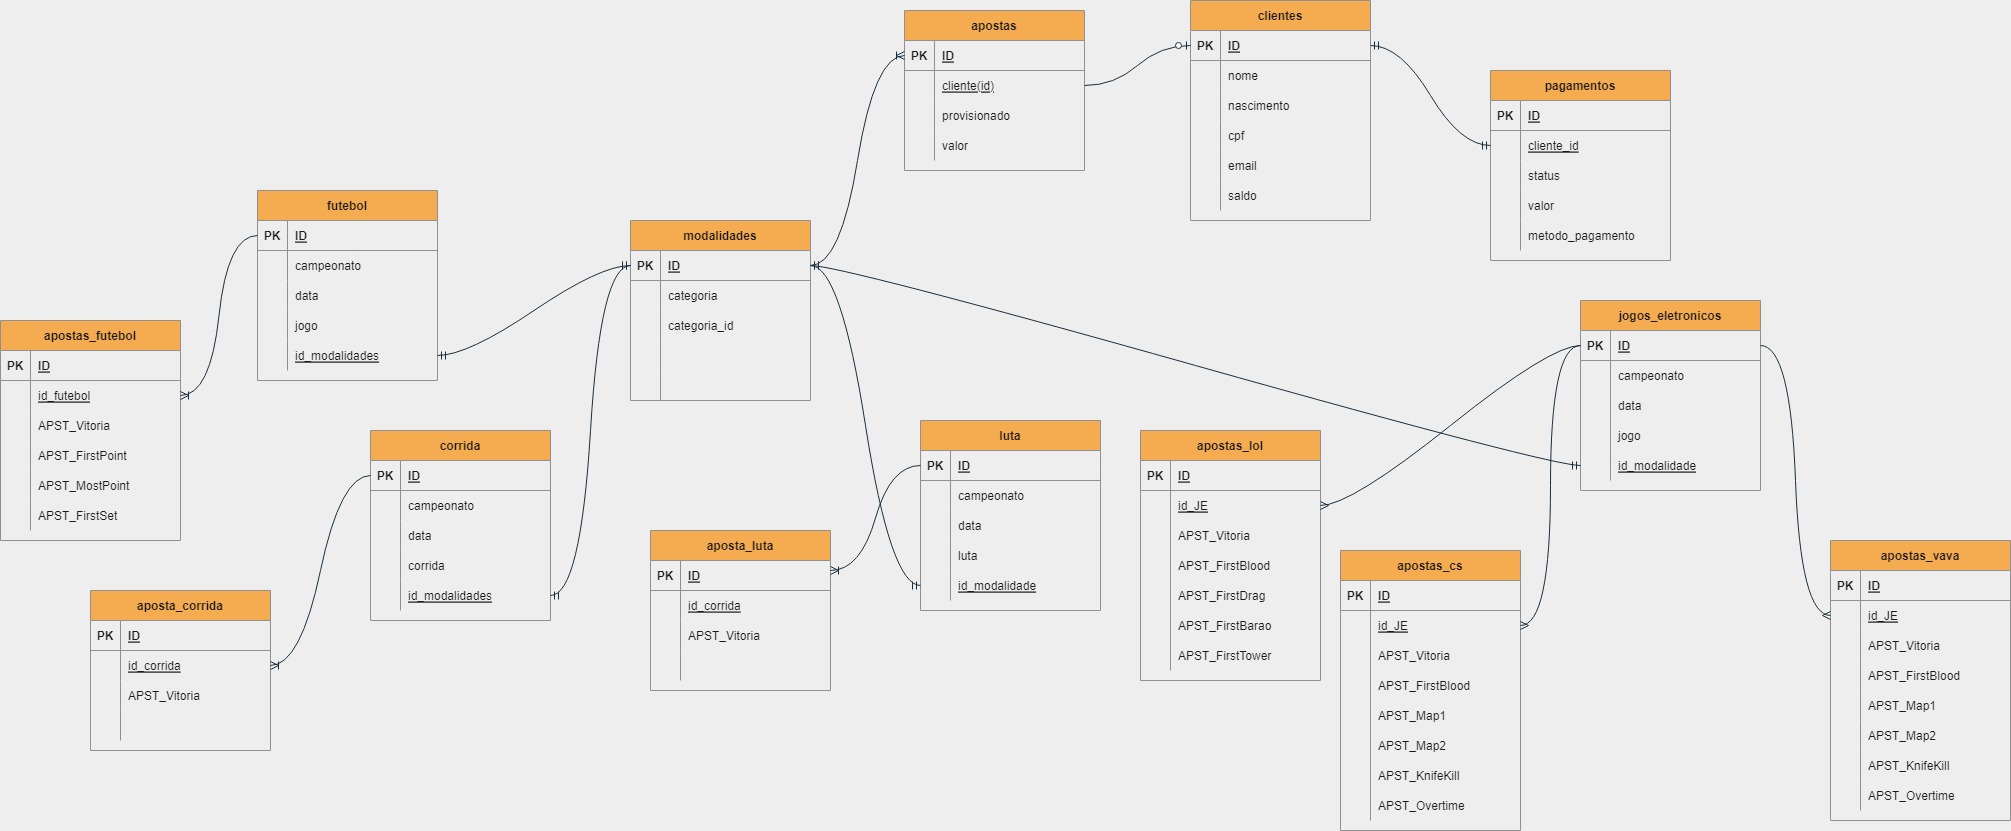 apostas
PK ID
cliente(id)
provisionado
valor
clientes
PK ID
nome
nascimento
cpf
email
saldo
pagamentos
PK ID
cliente_id
status
valor
metodo_pagamento
futebol
PK ID
campeonato
data
jogo
id_modalidades
modalidades
PK ID
categoria
categoria_id
apostas_futebol
PK ID
id_futebol
APST_Vitoria
APST_FirstPoint
APST_MostPoint
APST_FirstSet
jogos_eletronicos
PK ID
campeonato
data
jogo
id_modalidade
corrida
PK ID
campeonato
data
corrida
id_modalidades
luta
PK ID
campeonato
data
luta
id_modalidade
apostas_lol
PK ID
id_JE
APST_Vitoria
APST_FirstBlood
APST_FirstDrag
APST_FirstBarao
APST_FirstTower
aposta_corrida
PK ID
id_corrida
APST_Vitoria
aposta_luta
PK ID
id_corrida
APST_Vitoria
apostas_cs
PK ID
id_JE
APST_Vitoria
APST_FirstBlood
APST_Map1
APST_Map2
APST_KnifeKill
APST_Overtime
apostas_vava
PK ID
id_JE
APST_Vitoria
APST_FirstBlood
APST_Map1
APST_Map2
APST_KnifeKill
APST_Overtime